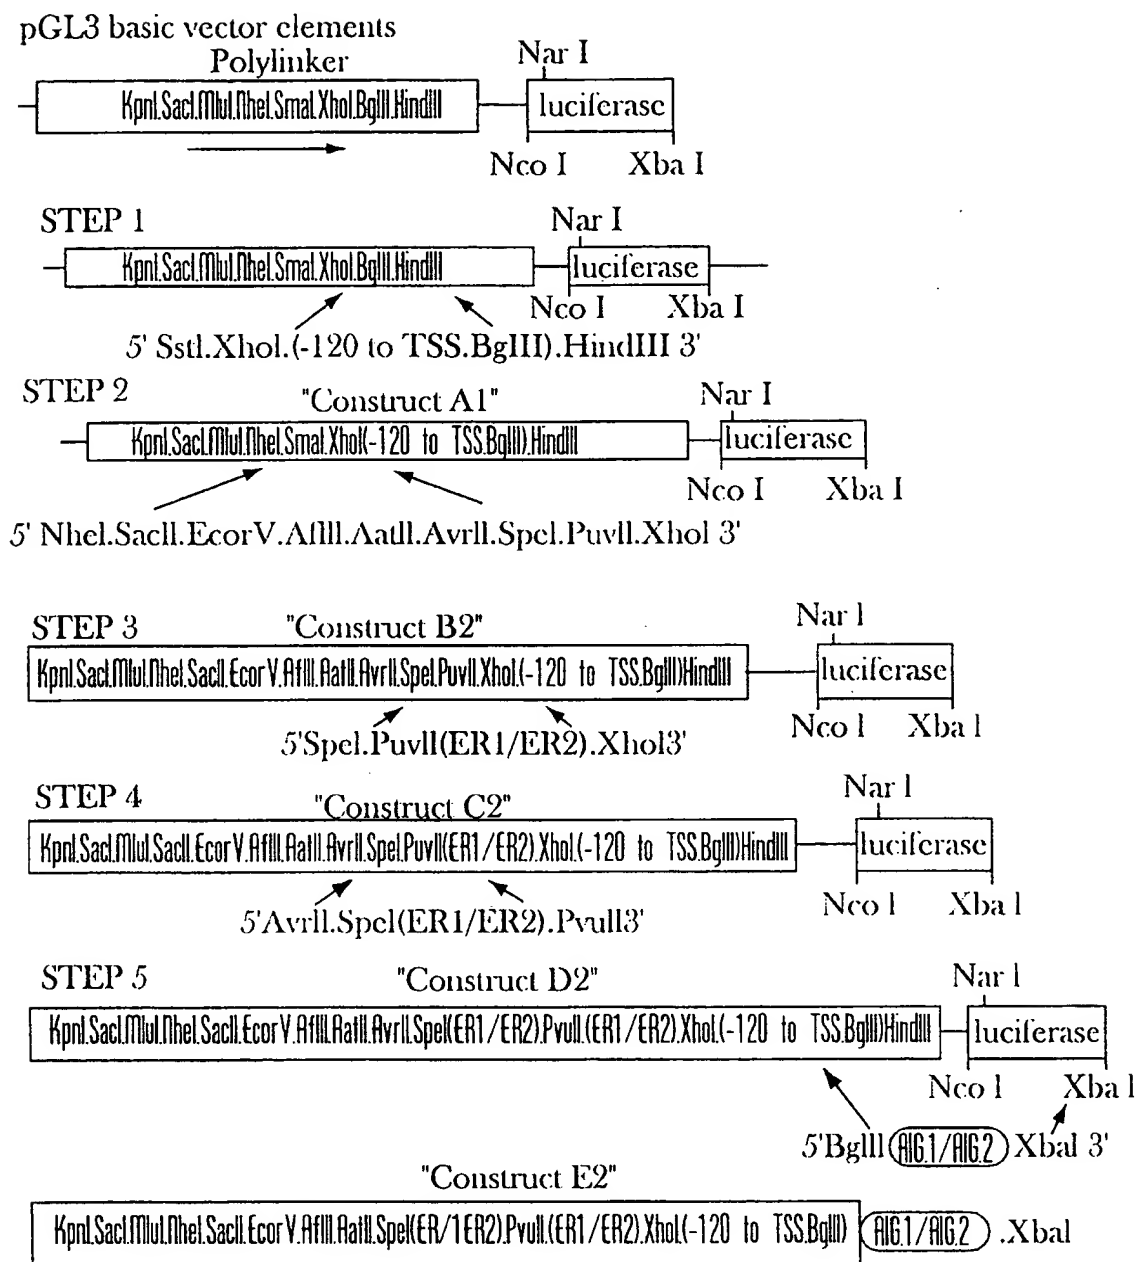 pGL3 basic vector elements
Polylinker
Nar I
KpnI.SacI.MluI.NheI.SmaI.XhoI.BglII.HindIII
luciferase
Nco I
Xba I
STEP 1
Nar I
KpnI.SacI.MluI.NheI.SmaI.XhoI.BglII.HindIII
luciferase
Nco I
Xba I
5' SstI.XhoI.(-120 to TSS.BgIII).HindIII 3'
STEP 2
"Construct A1"
Nar I
KpnI.SacI.MluI.NheI.SmaI.XhoI(-120 to TSS.BglII).HindIII
luciferase
Nco I
Xba I
5' NheI.SacII.EcorV.AflII.AatII.AvrII.SpeI.PuvII.XhoI 3'
STEP 3
"Construct B2"
Nar I
KpnI.SacI.MluI.NheI.SacII.EcorV.AflII.AatII.AvrII.SpeI.PuvII.XhoI.(-120 to TSS.BglII)HindIII
luciferase
Nco I
Xba I
5'SpeI.PuvII(ER1/ER2).XhoI3'
STEP 4
"Construct C2"
Nar I
KpnI.SacI.MluI.SacII.EcorV.AflII.AatII.AvrII.SpeI.PuvII(ER1/ER2).XhoI.(-120 to TSS.BglII)HindIII
luciferase
Nco I
Xba I
5'AvrII.SpeI(ER1/ER2).PvuII3'
STEP 5
"Construct D2"
Nar I
KpnI.SacI.MluI.NheI.SacII.EcorV.AflII.AatII.AvrII.SpeI(ER1/ER2).PvuII.(ER1/ER2).XhoI.(-120 to TSS.BglII)HindIII
luciferase
Nco I
Xba I
5'BglII AIG.1/AIG.2 XbaI 3'
"Construct E2"
KpnI.SacI.MluI.NheI.SacII.EcorV.AflII.AatII.SpeI(ER/1ER2).PvuII.(ER1/ER2).XhoI.(-120 to TSS.BglII) AIG.1/AIG.2 .XbaI